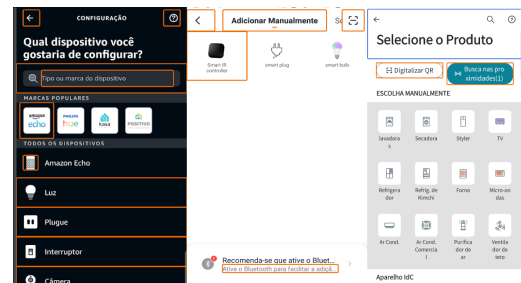 CONFIGURAÇÃO
Qual dispositivo você
gostaria de configurar?
Tipo ou marca do dispositivo
MARCAS POPULARES
amazon
echo
PHILIPS
hue
kasa
POSITIVO
TODOS OS DISPOSITIVOS
Amazon Echo
Luz
Plugue
Interruptor
Câmera
Adicionar Manualmente
Smart IR
controller
smart plug
smart bulb
Recomenda-se que ative o Bluet...
Ative o Bluetooth para facilitar a adiçã...
Selecione o Produto
Digitalizar QR
Busca nas pro
ximidades(1)
ESCOLHA MANUALMENTE
lavadora
s
Secadora
Styler
TV
Refrigera
dor
Refrig. de
Kimchi
Forno
Micro-on
das
Ar Cond.
Ar Cond.
Comercia
l
Purifica
dor de
ar
Ventila
dor de
teto
Aparelho IdC